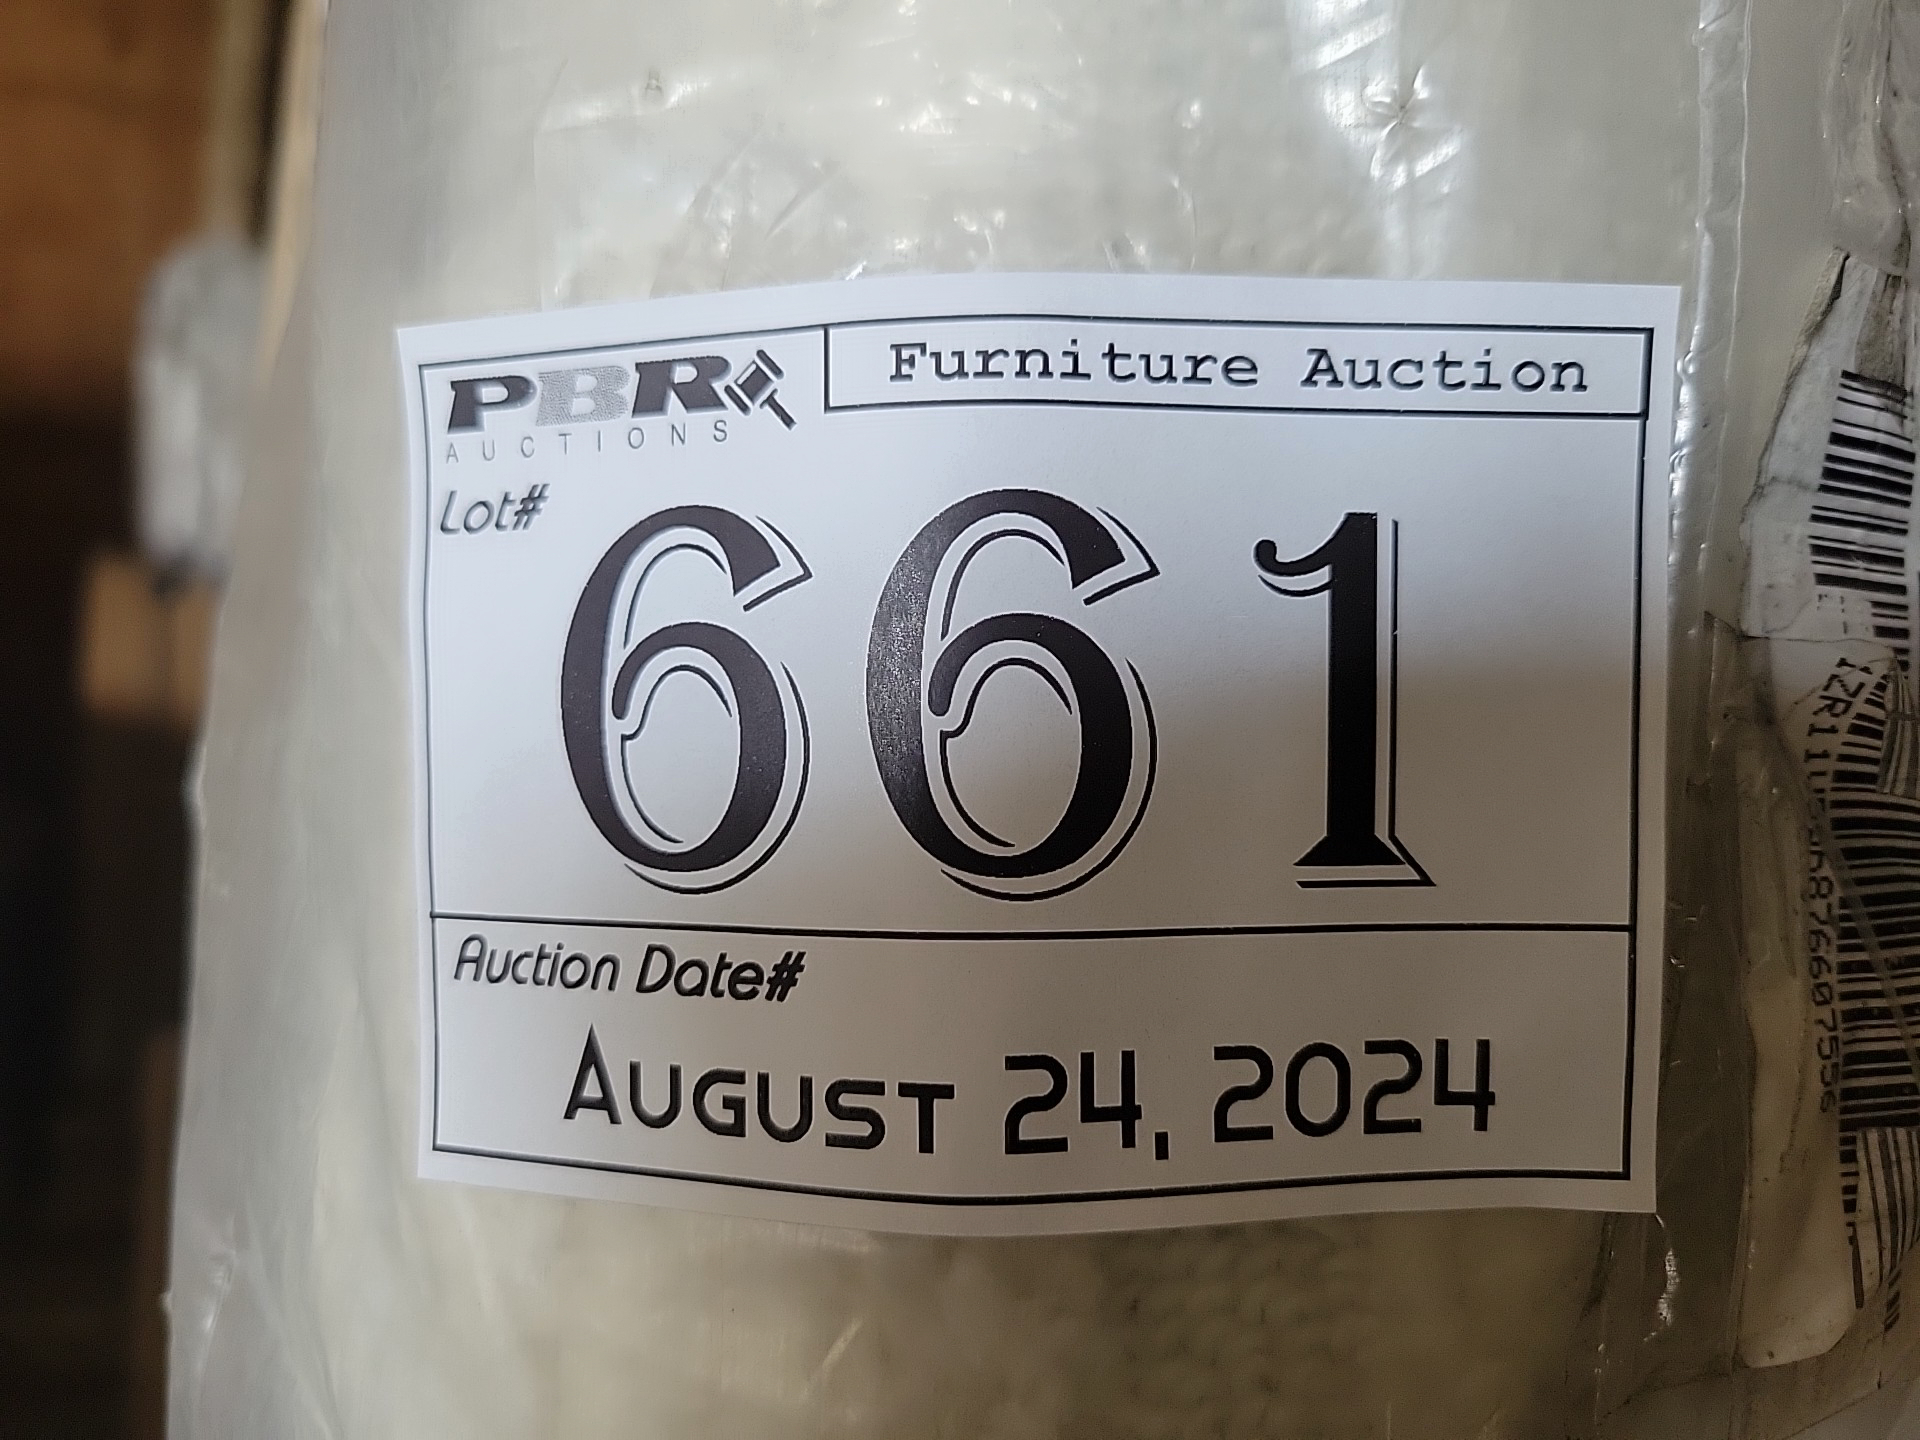 PBR
AUCTIONS
Furniture Auction
Lot#
661
Auction Date#
August 24, 2024